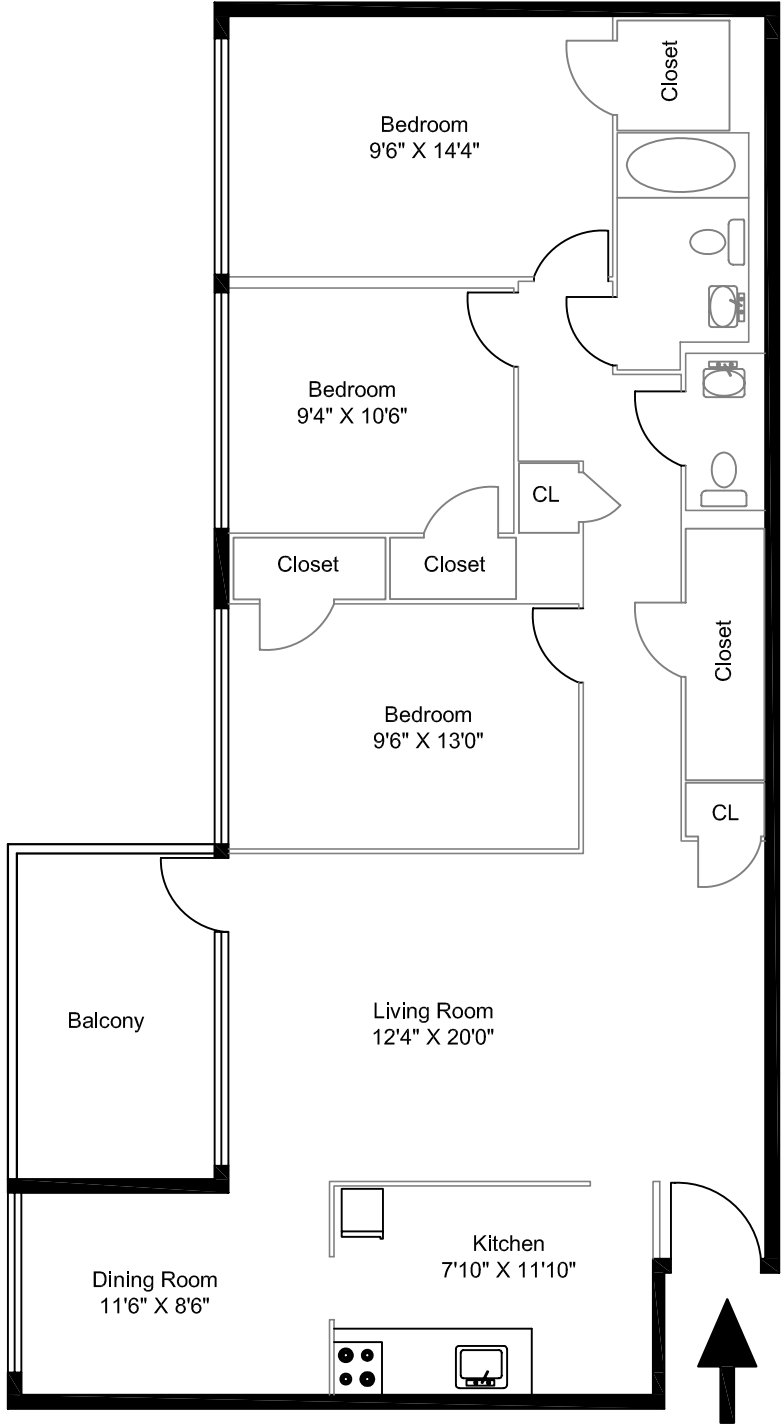 Closet
Bedroom
9'6" X 14'4"
Bedroom
9'4" X 10'6"
CL
Closet
Closet
Closet
Bedroom
9'6" X 13'0"
CL
Living Room
12'4" X 20'0"
Balcony
Kitchen
7'10" X 11'10"
Dining Room
11'6" X 8'6"